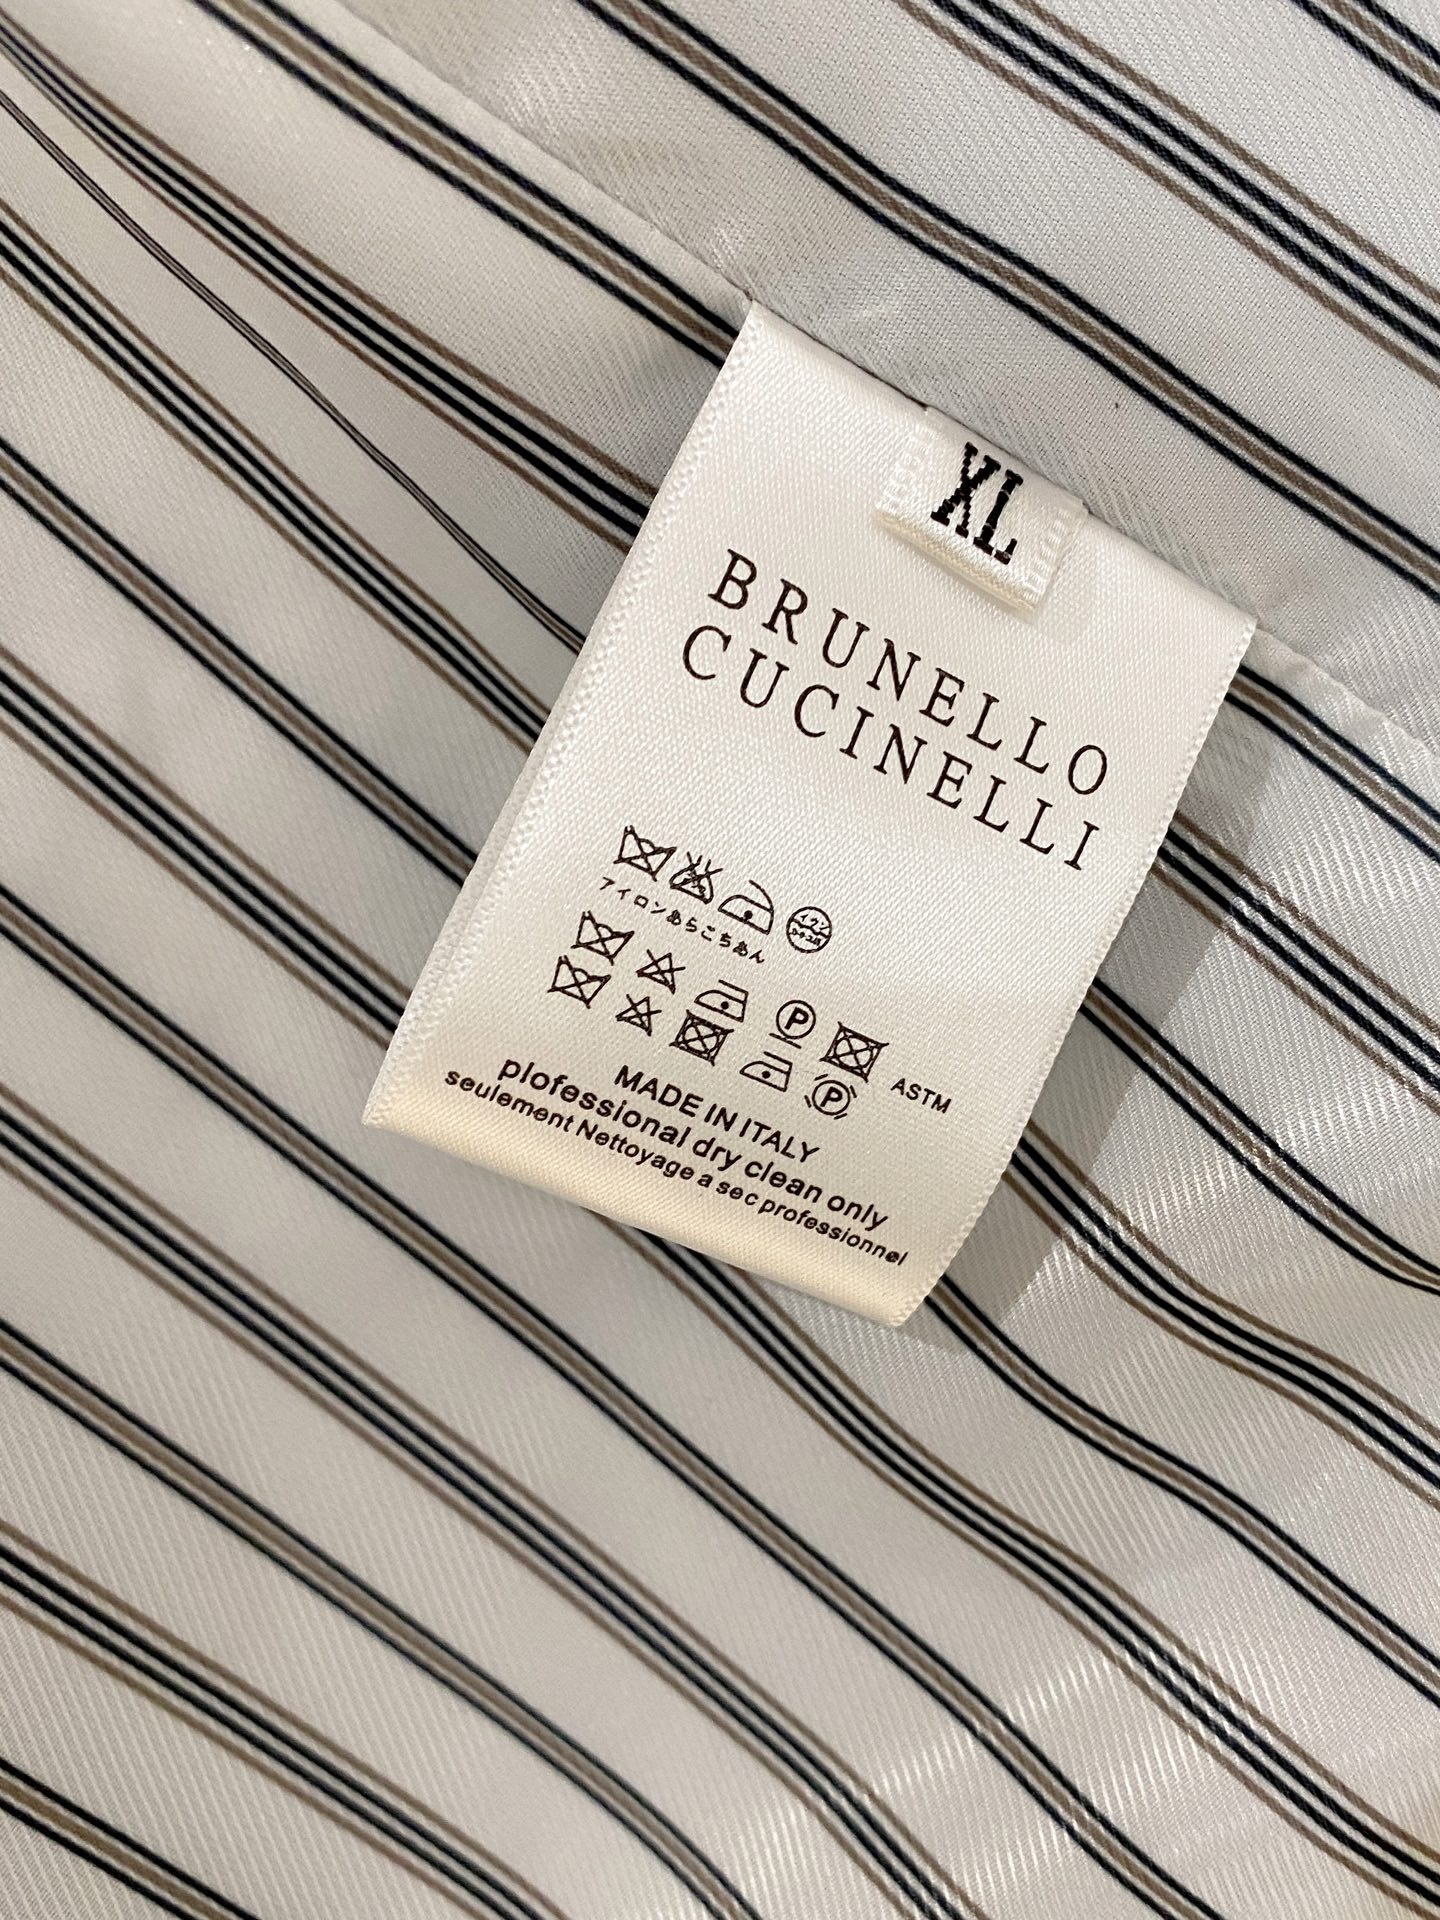 XL
BRUNELLO
CUCINELLI
アイロンあらこちあん
P
ASTM
P
MADE IN ITALY
plofessional dry clean only
seulement Nettoyage a sec professionnel